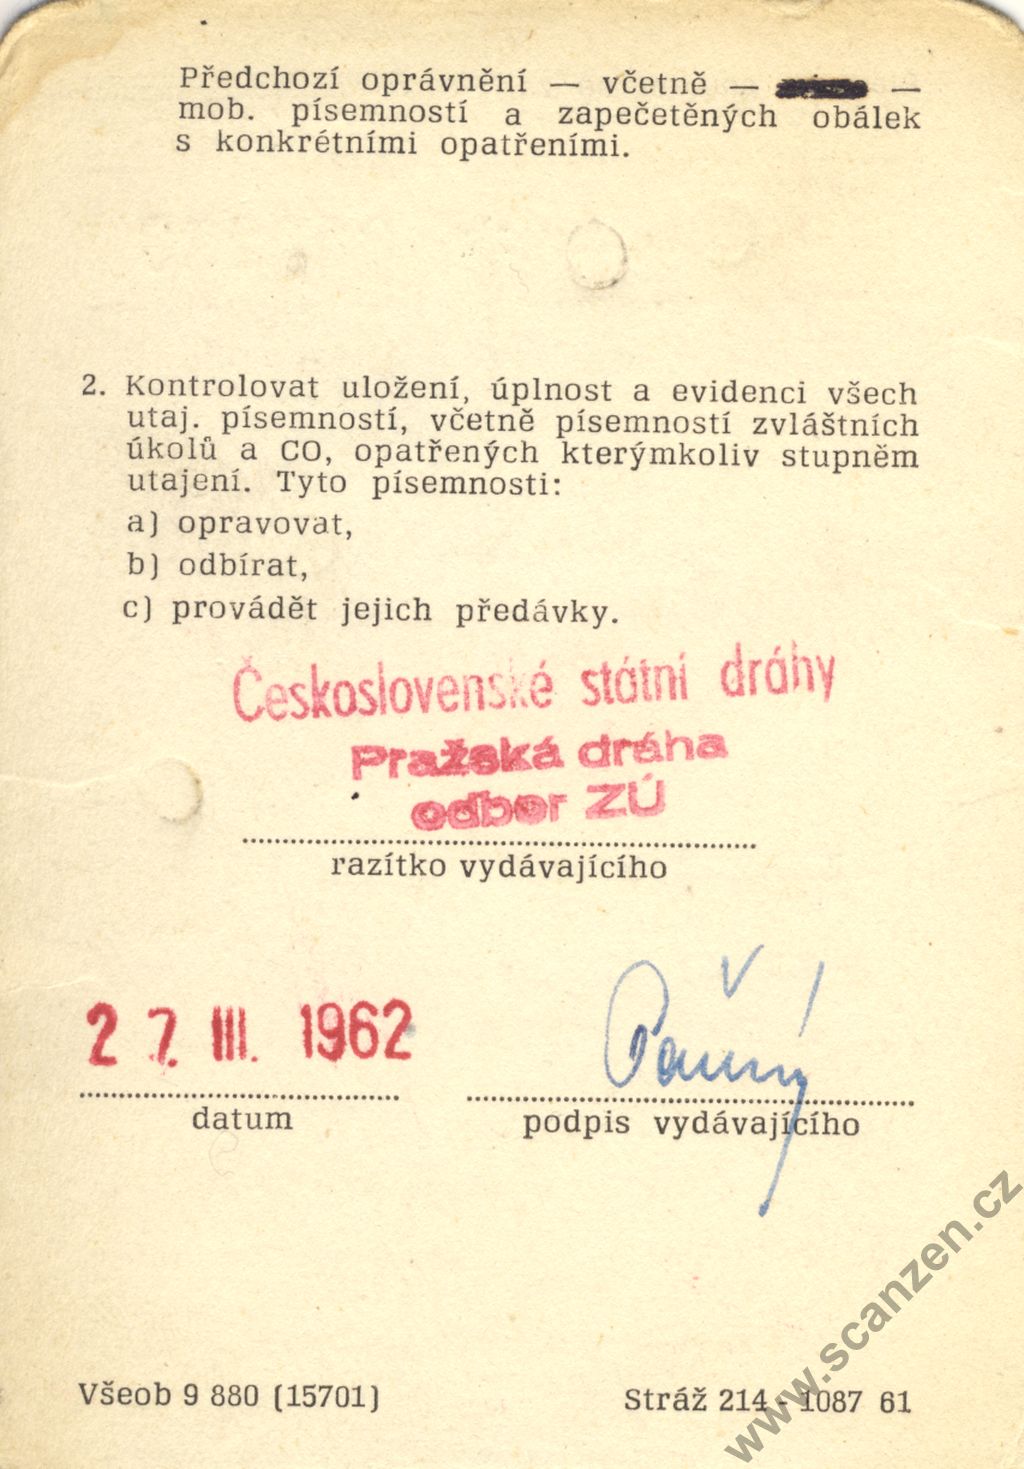 Předchozí oprávnění — včetně — —
mob. písemností a zapečetěných obálek
s konkrétními opatřeními.
2. Kontrolovat uložení, úplnost a evidenci všech
utaj. písemností, včetně písemností zvláštních
úkolů a CO, opatřených kterýmkoliv stupněm
utajení. Tyto písemnosti:
a) opravovat,
b) odbírat,
c) provádět jejich předávky.
Československé státní dráhy
Pražská dráha
odbor ZÚ
razítko vydávajícího
27. III. 1962
datum
podpis vydávajícího
Všeob 9 880 (15701)
Stráž 214 - 1087 61
www.scanzen.cz